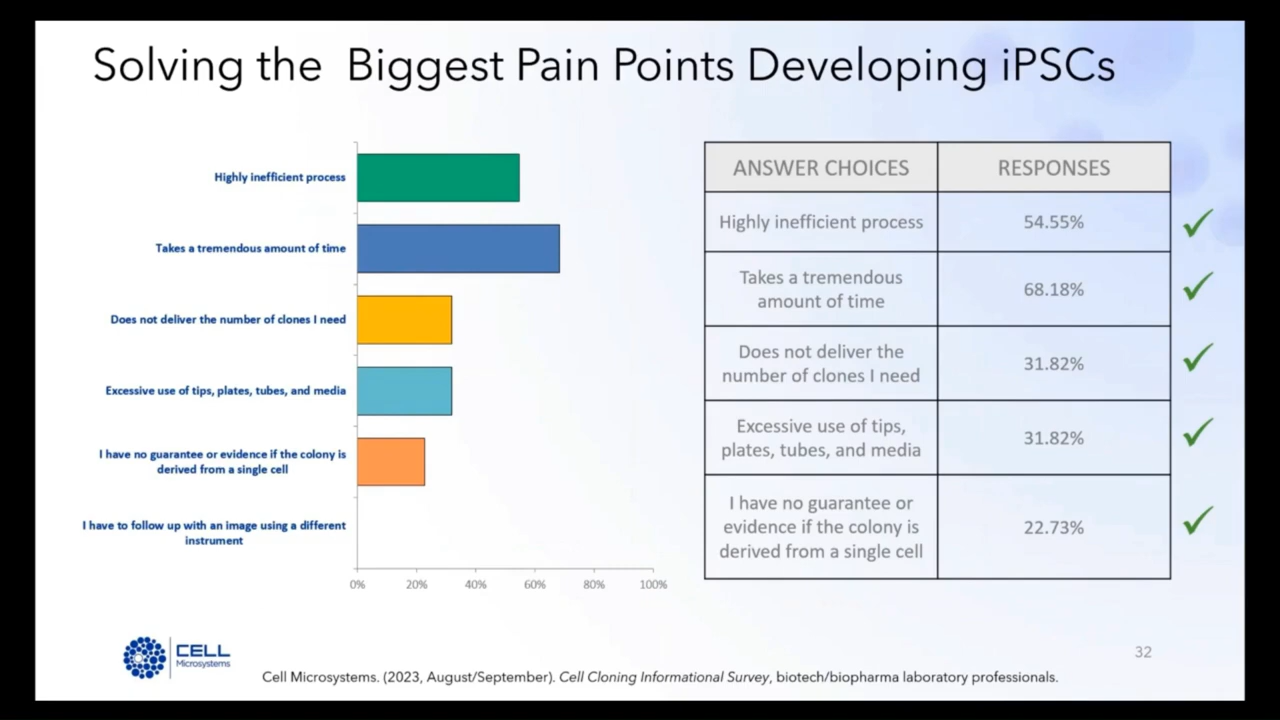 Solving the Biggest Pain Points Developing iPSCs
Highly inefficient process
Takes a tremendous amount of time
Does not deliver the number of clones I need
Excessive use of tips, plates, tubes, and media
I have no guarantee or evidence if the colony is
derived from a single cell
I have to follow up with an image using a different
instrument
0% 20% 40% 60% 80% 100%
ANSWER CHOICES RESPONSES
Highly inefficient process 54.55%
Takes a tremendous
amount of time 68.18%
Does not deliver the
number of clones I need 31.82%
Excessive use of tips,
plates, tubes, and media 31.82%
I have no guarantee or
evidence if the colony is 22.73%
derived from a single cell
CELL
Microsystems
32
Cell Microsystems. (2023, August/September). Cell Cloning Informational Survey, biotech/biopharma laboratory professionals.